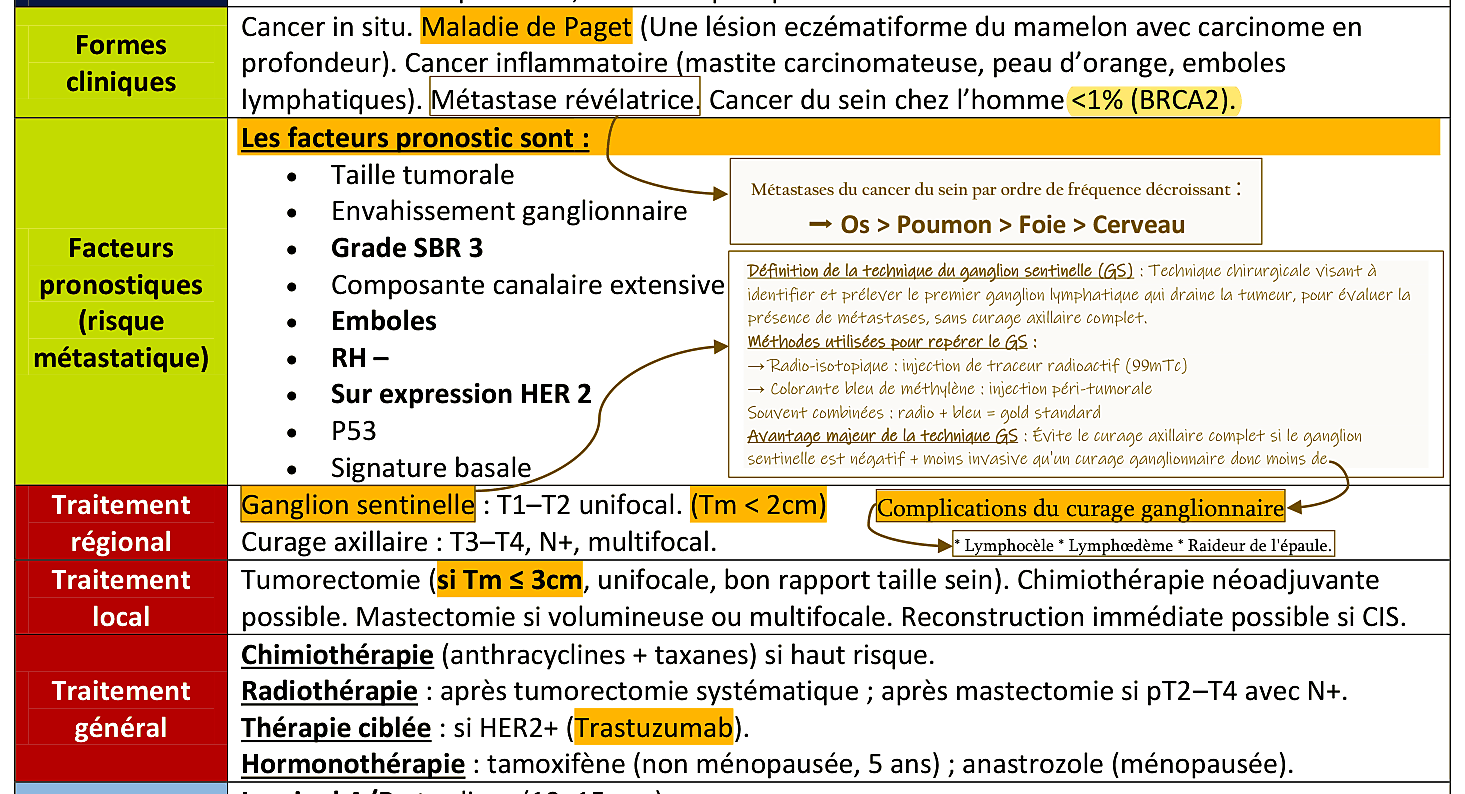 Formes
cliniques
Cancer in situ. Maladie de Paget (Une lésion eczématiforme du mamelon avec carcinome en
profondeur). Cancer inflammatoire (mastite carcinomateuse, peau d’orange, emboles
lymphatiques). Métastase révélatrice. Cancer du sein chez l’homme <1% (BRCA2).
Facteurs
pronostiques
(risque
métastatique)
Les facteurs pronostic sont :
• Taille tumorale
• Envahissement ganglionnaire
• Grade SBR 3
• Composante canalaire extensive
• Emboles
• RH –
• Sur expression HER 2
• P53
• Signature basale
Métastases du cancer du sein par ordre de fréquence décroissant :
→ Os > Poumon > Foie > Cerveau
Définition de la technique du ganglion sentinelle (GS) : Technique chirurgicale visant à
identifier et prélever le premier ganglion lymphatique qui draine la tumeur, pour évaluer la
présence de métastases, sans curage axillaire complet.
Méthodes utilisées pour repérer le GS :
→ Radio-isotopique : injection de traceur radioactif (99mTc)
→ Colorante bleu de méthylène : injection péri-tumorale
Souvent combinées : radio + bleu = gold standard
Avantage majeur de la technique GS : Évite le curage axillaire complet si le ganglion
sentinelle est négatif + moins invasive qu'un curage ganglionnaire donc moins de
Traitement
régional
Ganglion sentinelle : T1–T2 unifocal. (Tm < 2cm)
Curage axillaire : T3–T4, N+, multifocal.
Complications du curage ganglionnaire
* Lymphocèle * Lymphœdème * Raideur de l'épaule.
Traitement
local
Tumorectomie (si Tm ≤ 3cm, unifocale, bon rapport taille sein). Chimiothérapie néoadjuvante
possible. Mastectomie si volumineuse ou multifocale. Reconstruction immédiate possible si CIS.
Traitement
général
Chimiothérapie (anthracyclines + taxanes) si haut risque.
Radiothérapie : après tumorectomie systématique ; après mastectomie si pT2–T4 avec N+.
Thérapie ciblée : si HER2+ (Trastuzumab).
Hormonothérapie : tamoxifène (non ménopausée, 5 ans) ; anastrozole (ménopausée).